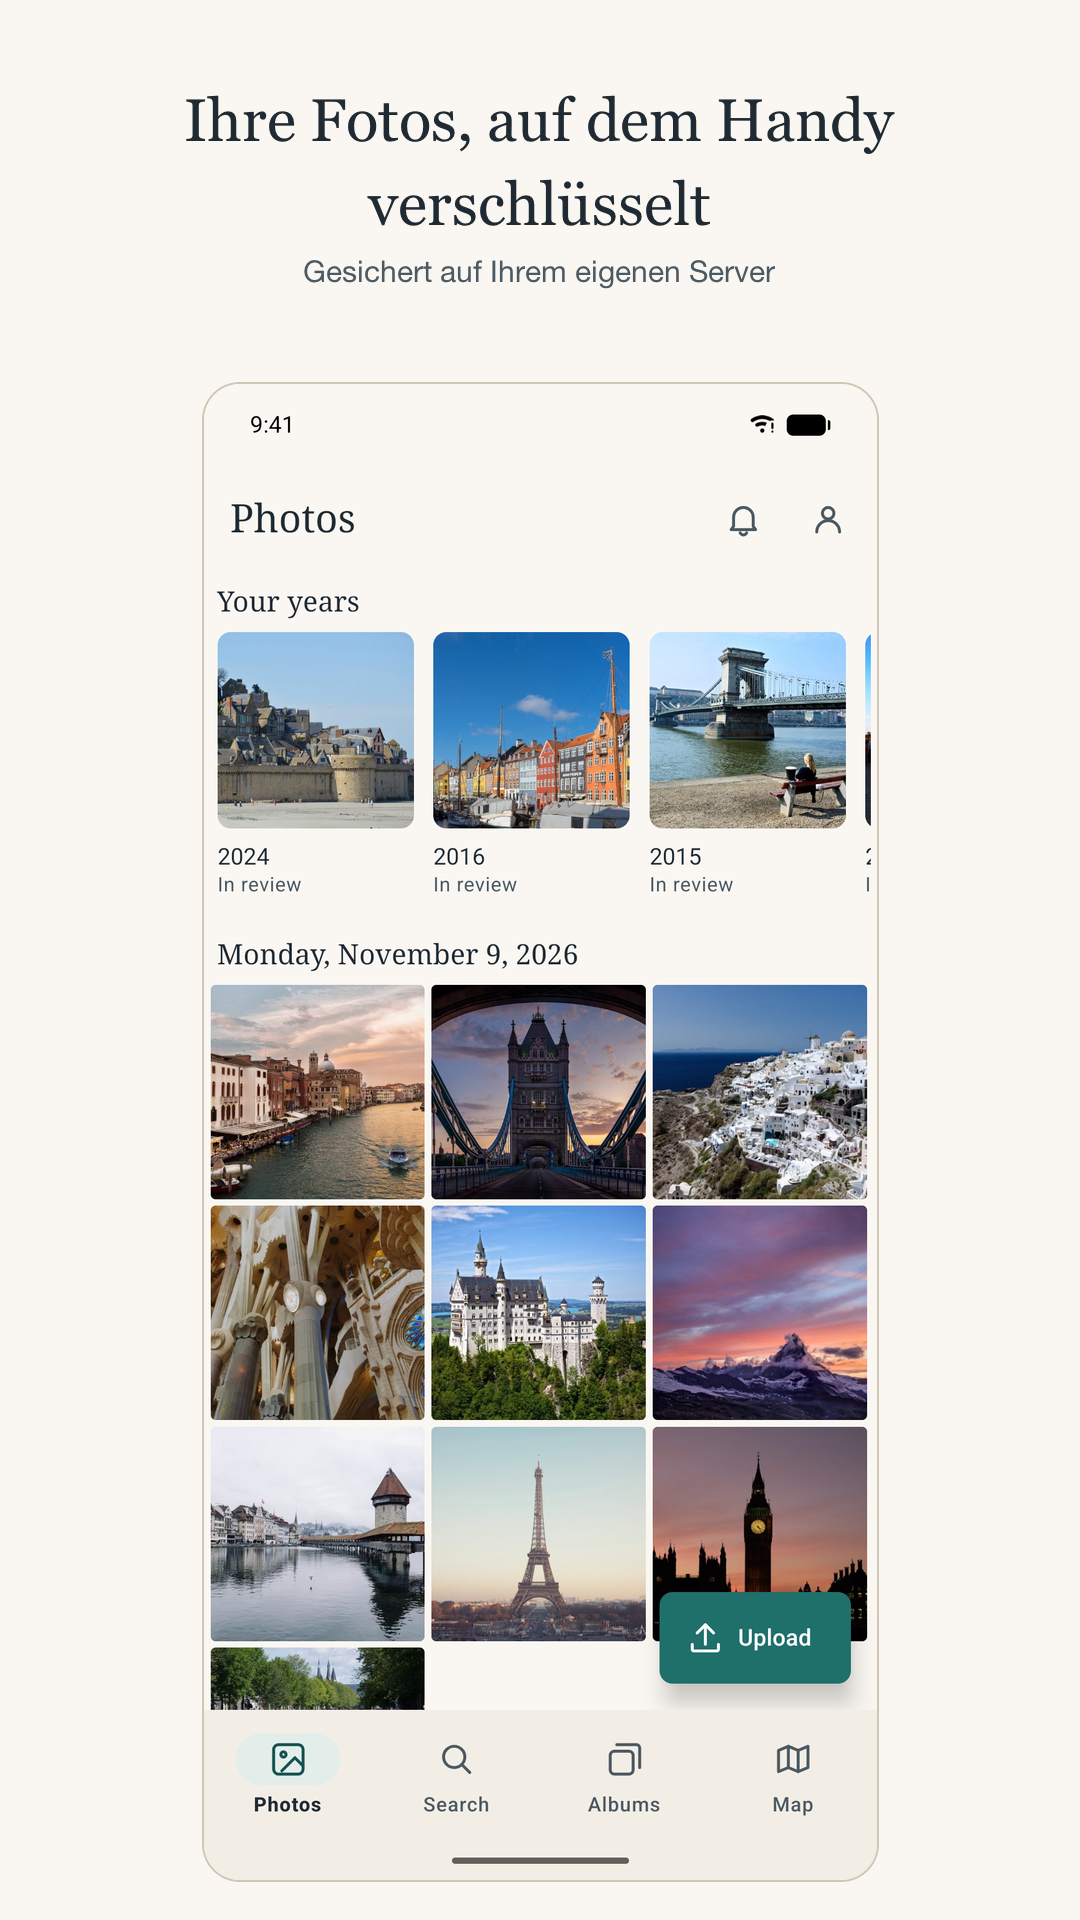 Ihre Fotos, auf dem Handy
verschlüsselt
Gesichert auf Ihrem eigenen Server
9:41
Photos
Your years
2024
In review
2016
In review
2015
In review
Monday, November 9, 2026
Upload
Photos
Search
Albums
Map